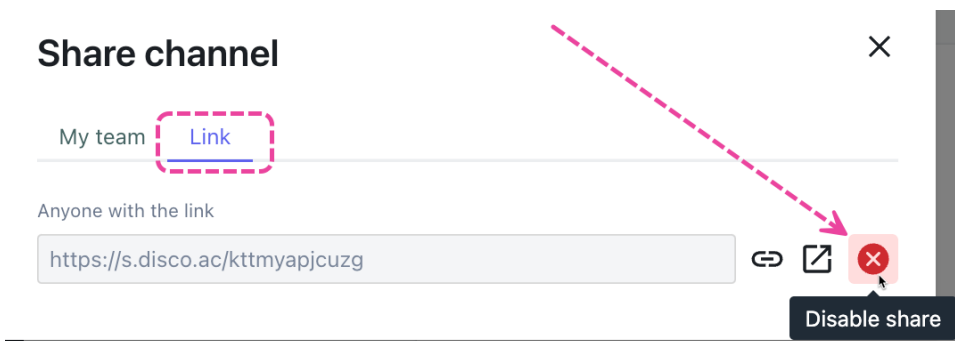 Share channel
My team
Link
Anyone with the link
https://s.disco.ac/kttmyapjcuzg
Disable share